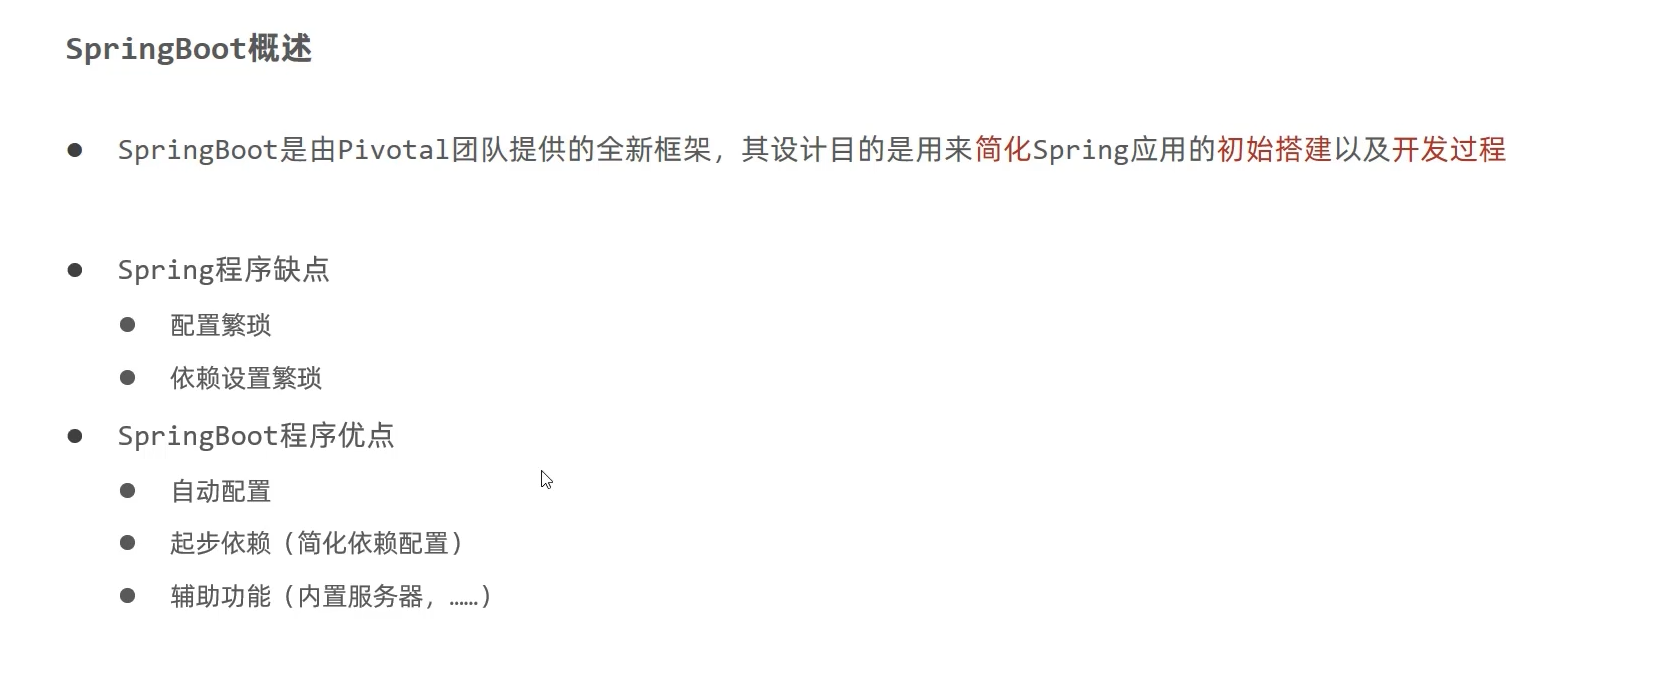 SpringBoot概述
SpringBoot是由Pivotal团队提供的全新框架，其设计目的是用来简化Spring应用的初始搭建以及开发过程
Spring程序缺点
配置繁琐
依赖设置繁琐
SpringBoot程序优点
自动配置
起步依赖（简化依赖配置）
辅助功能（内置服务器，……）